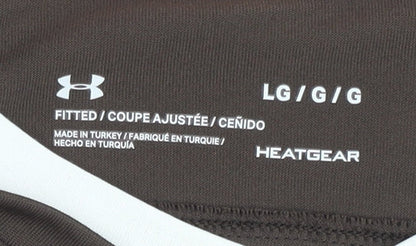 LG / G / G
FITTED / COUPE AJUSTÉE / CEÑIDO
MADE IN TURKEY / FABRIQUÉ EN TURQUIE /
HECHO EN TURQUÍA
HEATGEAR